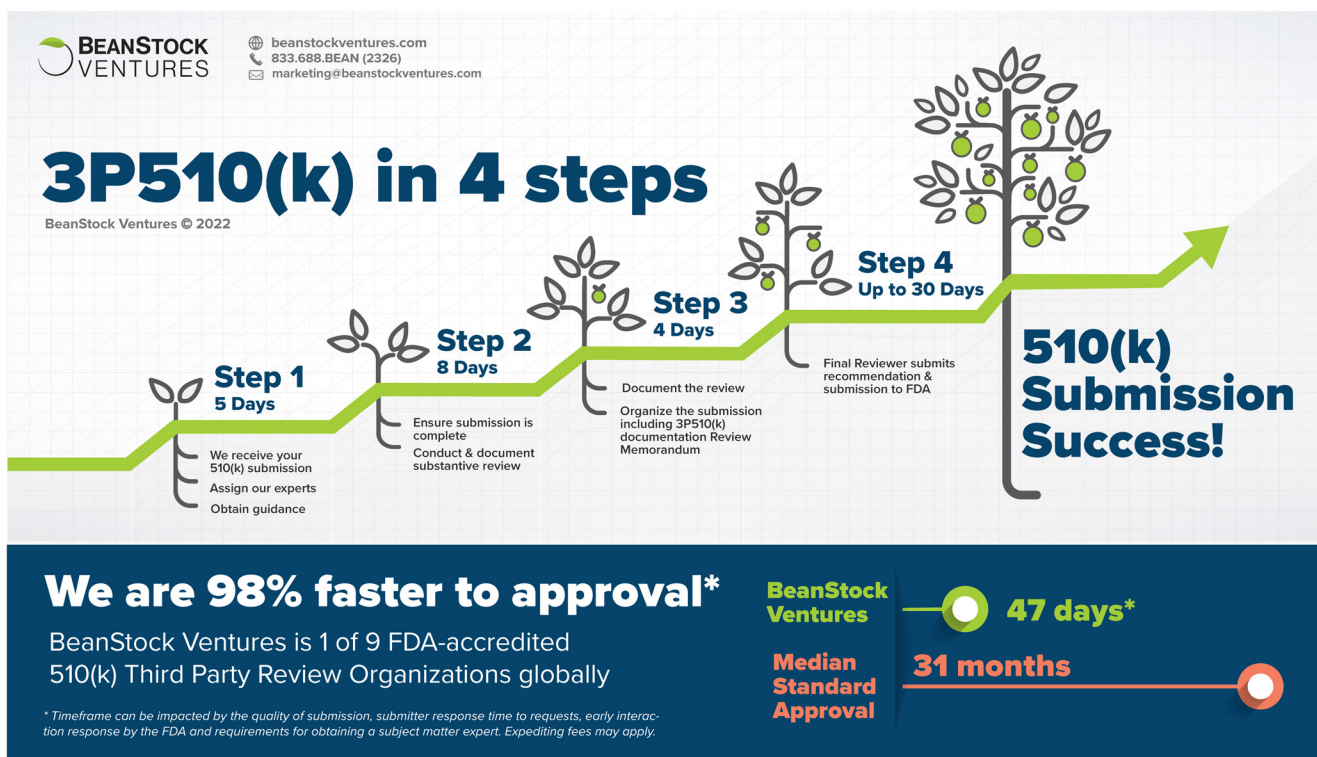 BEANSTOCK
VENTURES
beanstockventures.com
833.688.BEAN (2326)
marketing@beanstockventures.com
3P510(k) in 4 steps
BeanStock Ventures © 2022
Step 1
5 Days
We receive your
510(k) submission
Assign our experts
Obtain guidance
Step 2
8 Days
Ensure submission is
complete
Conduct & document
substantive review
Step 3
4 Days
Document the review
Organize the submission
including 3P510(k)
documentation Review
Memorandum
Step 4
Up to 30 Days
Final Reviewer submits
recommendation &
submission to FDA
510(k)
Submission
Success!
We are 98% faster to approval*
BeanStock Ventures is 1 of 9 FDA-accredited
510(k) Third Party Review Organizations globally
* Timeframe can be impacted by the quality of submission, submitter response time to requests, early interac-
tion response by the FDA and requirements for obtaining a subject matter expert. Expediting fees may apply.
BeanStock
Ventures
47 days*
Median
Standard
Approval
31 months